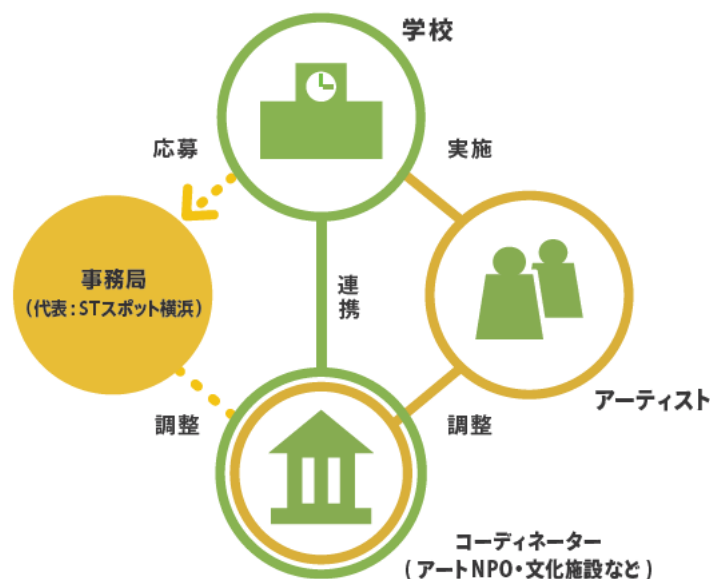 学校
応募
実施
事務局
（代表：STスポット横浜）
連携
アーティスト
調整
調整
コーディネーター
（アートNPO・文化施設など）